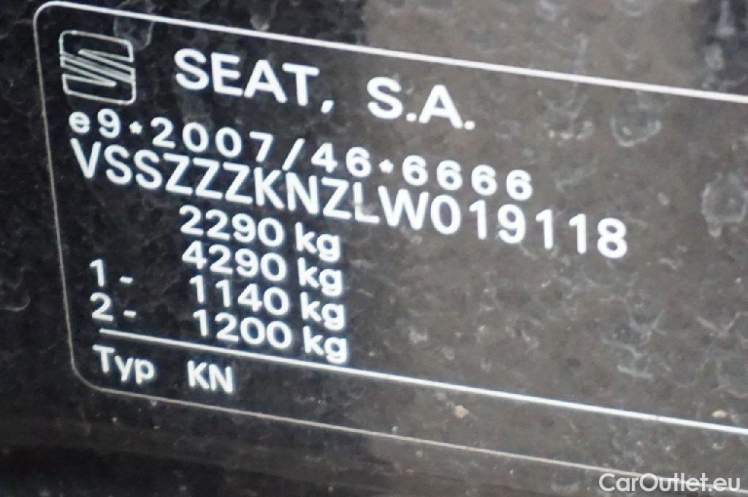 SEAT, S.A.
e9*2007/46*6666
VSSZZZKNZLW019118
2290 kg
4290 kg
1- 1140 kg
2- 1200 kg
Typ KN
CarOutlet.eu